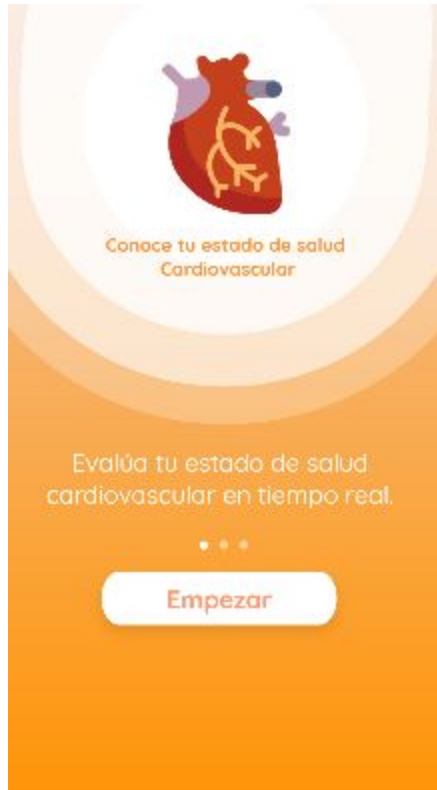 Conoce tu estado de salud
Cardiovascular
Evalúa tu estado de salud
cardiovascular en tiempo real.
Empezar